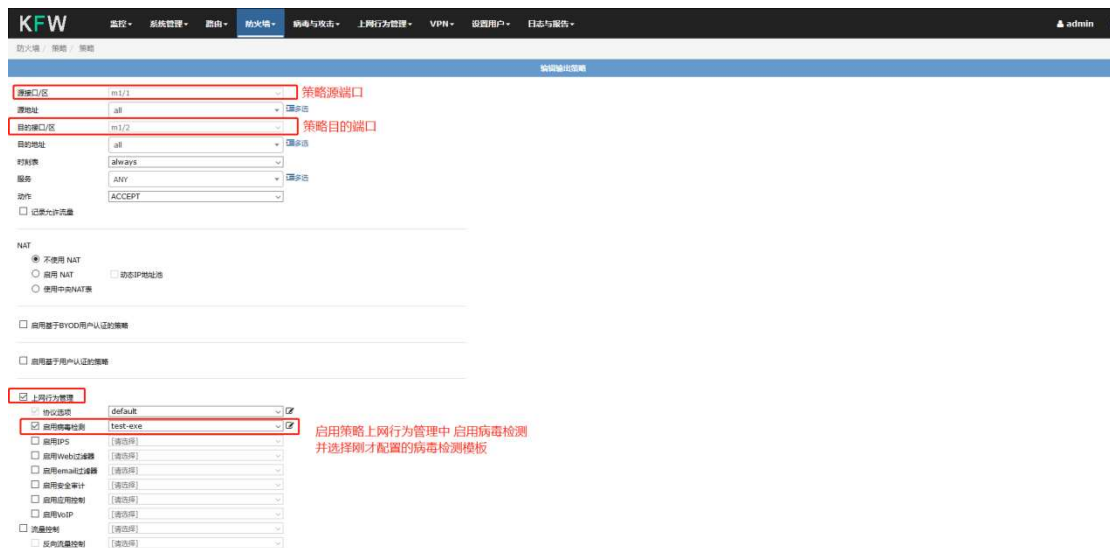 KFW 监控 系统管理 路由 防火墙 病毒与攻击 上网行为管理 VPN 设置用户 日志与报告 admin
防火墙 / 策略 / 策略
编辑输出策略
源接口/区 m1/1 策略源端口
源地址 all 多选
目的接口/区 m1/2 策略目的端口
目的地址 all 多选
时刻表 always
服务 ANY 多选
动作 ACCEPT
记录允许流量
NAT
不使用 NAT
启用 NAT 动态IP地址池
使用中央NAT表
启用基于BYOD用户认证的策略
启用基于用户认证的策略
上网行为管理
协议选项 default
启用病毒检测 test-exe
启用策略上网行为管理中 启用病毒检测
并选择刚才配置的病毒检测模板
启用IPS [请选择]
启用Web过滤器 [请选择]
启用email过滤器 [请选择]
启用安全审计 [请选择]
启用应用控制 [请选择]
启用VoIP [请选择]
流量控制 [请选择]
反向流量控制 [请选择]